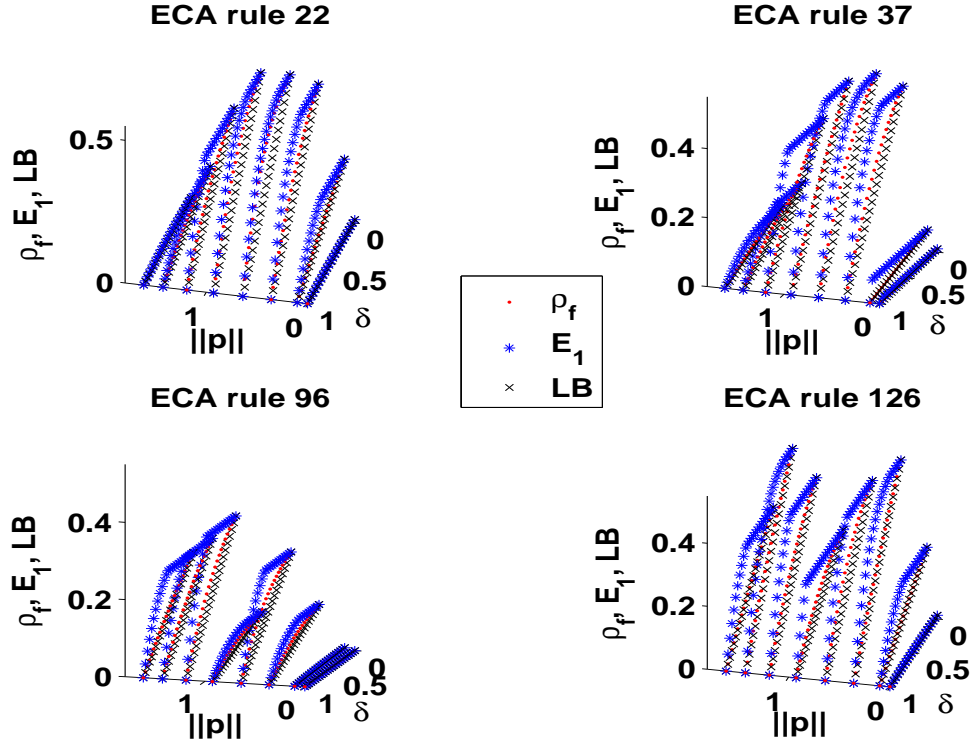 ECA rule 22
ρf, E1, LB
0.5
0
1
0
||p||
1
0.5
0
δ
ECA rule 37
ρf, E1, LB
0.4
0.2
0
1
0
||p||
1
0.5
0
δ
ρf
E1
LB
ECA rule 96
ρf, E1, LB
0.4
0.2
0
1
0
||p||
1
0.5
0
δ
ECA rule 126
ρf, E1, LB
0.4
0.2
0
1
0
||p||
1
0.5
0
δ